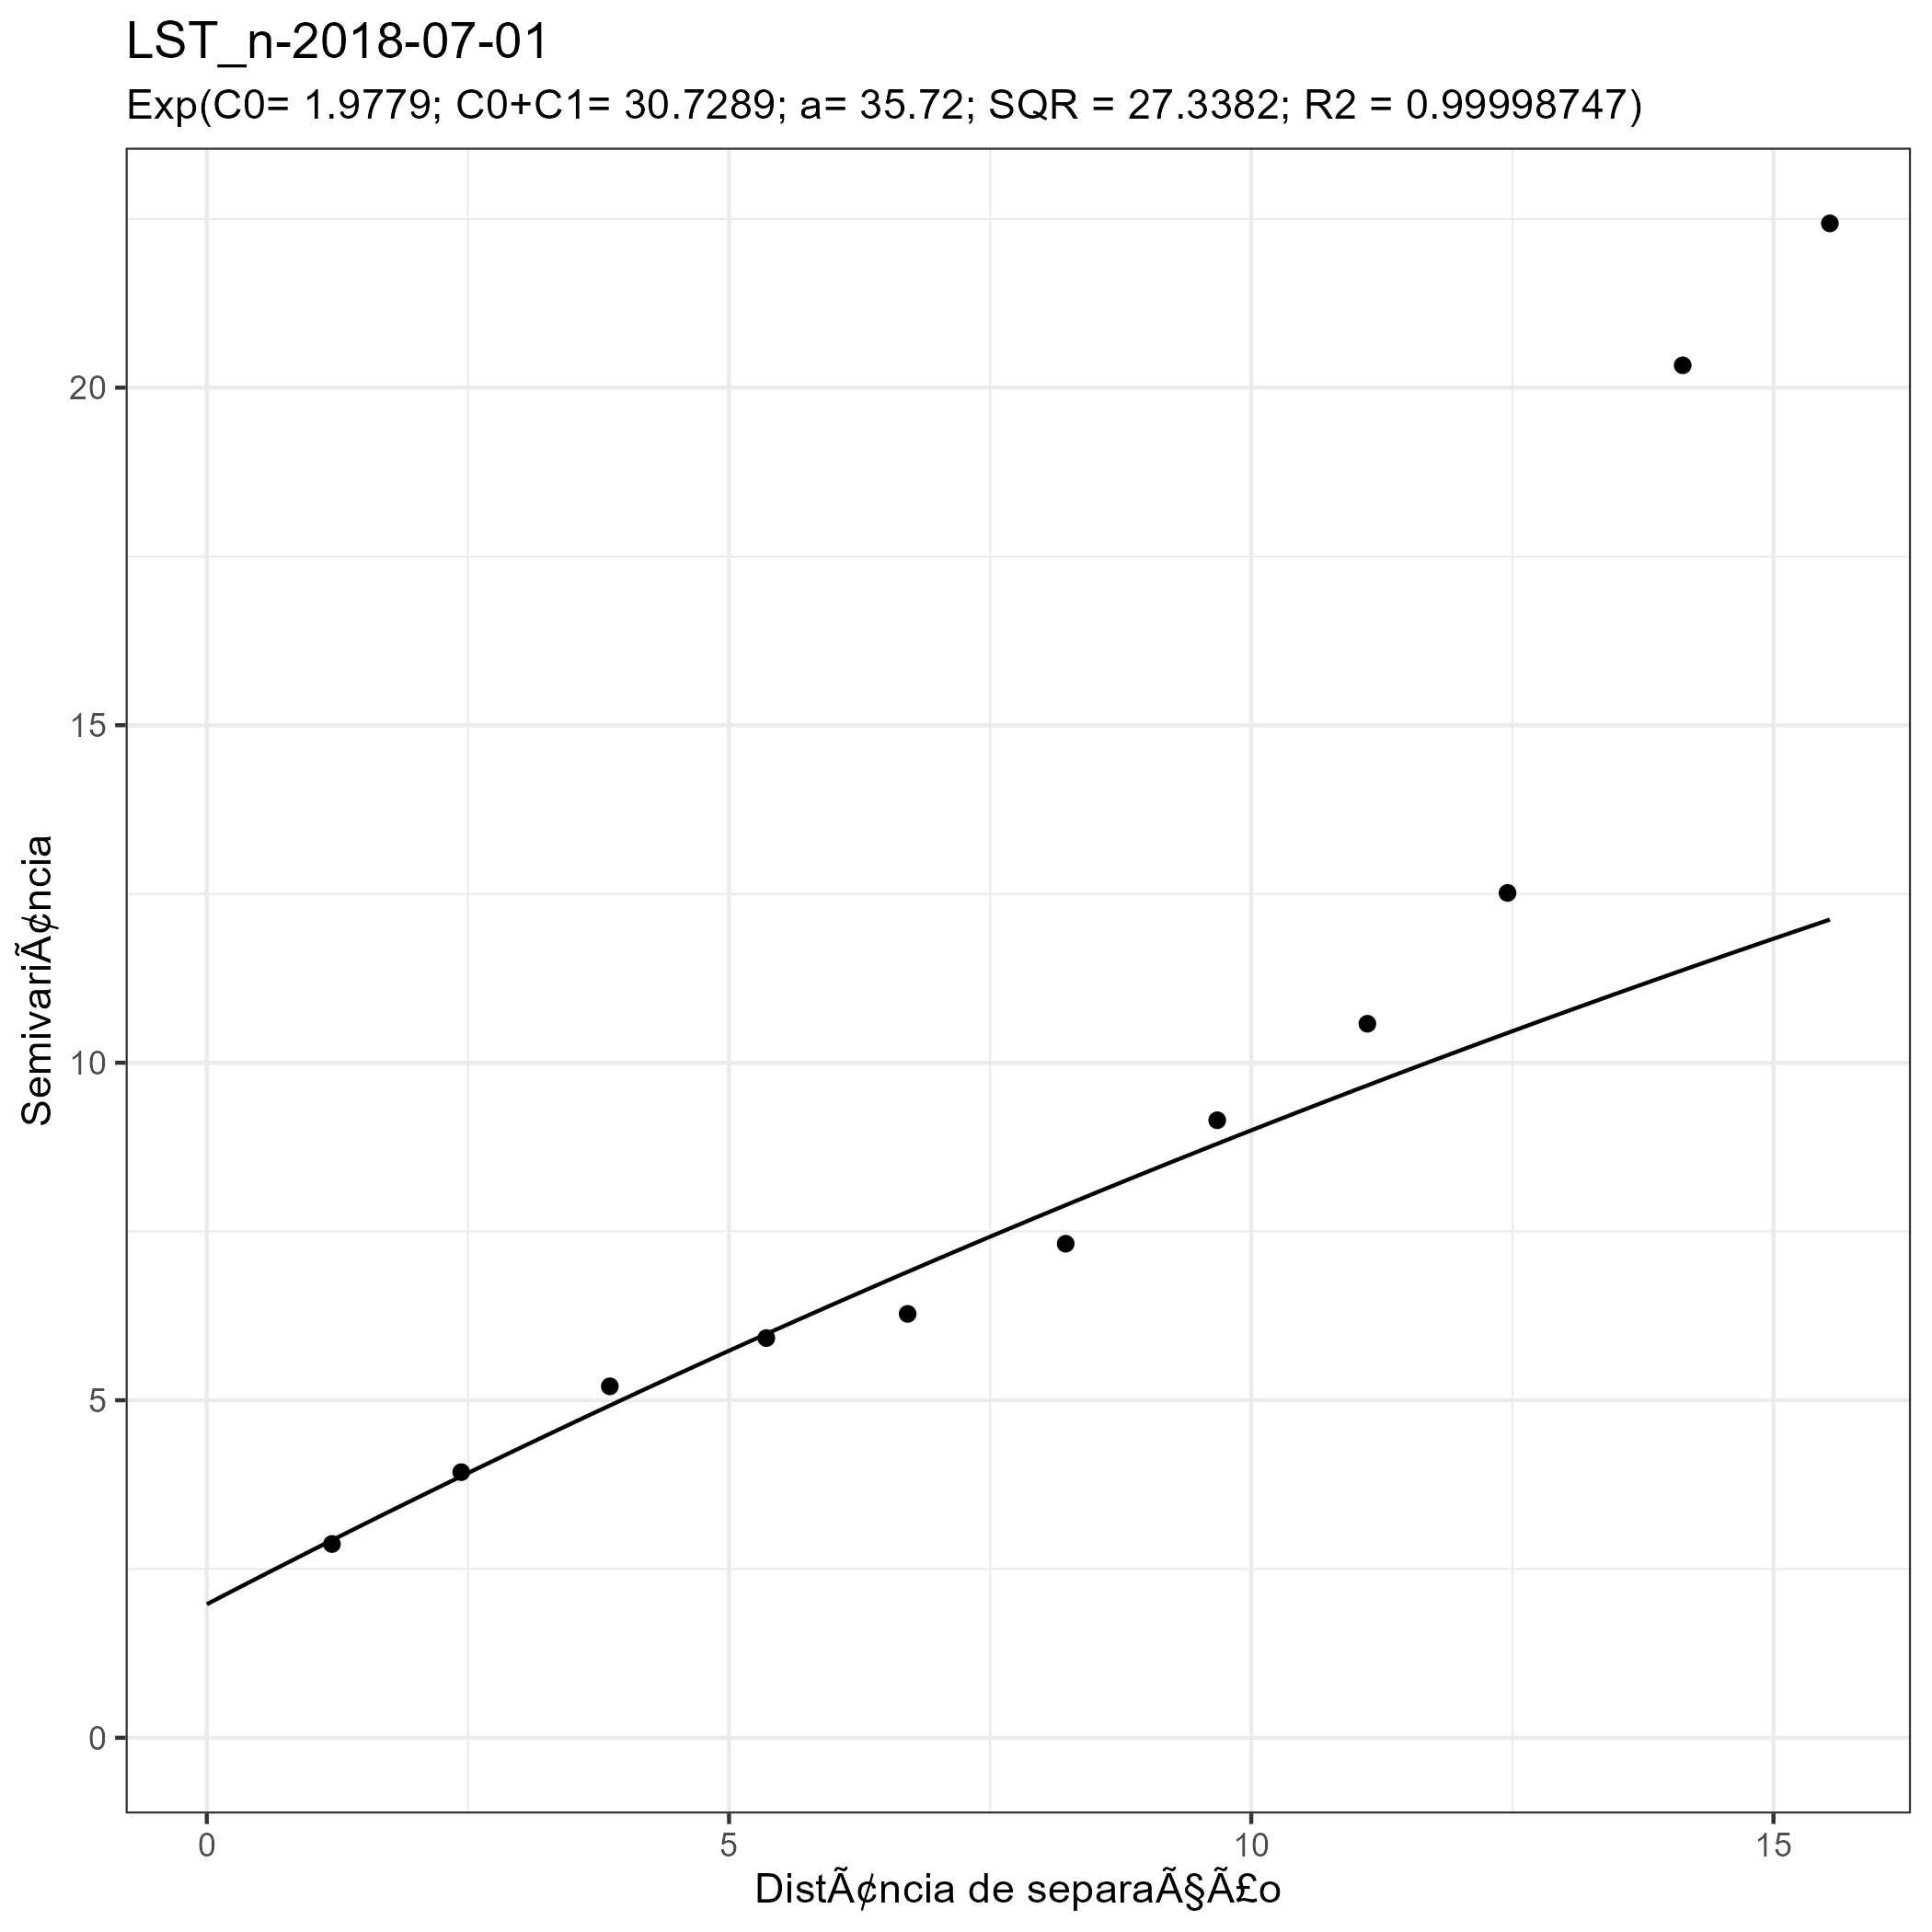 LST_n-2018-07-01
Exp(C0= 1.9779; C0+C1= 30.7289; a= 35.72; SQR = 27.3382; R2 = 0.99998747)
SemivariÃ¢ncia
20
15
10
5
0
0 5 10 15
DistÃ¢ncia de separaÃ§Ã£o